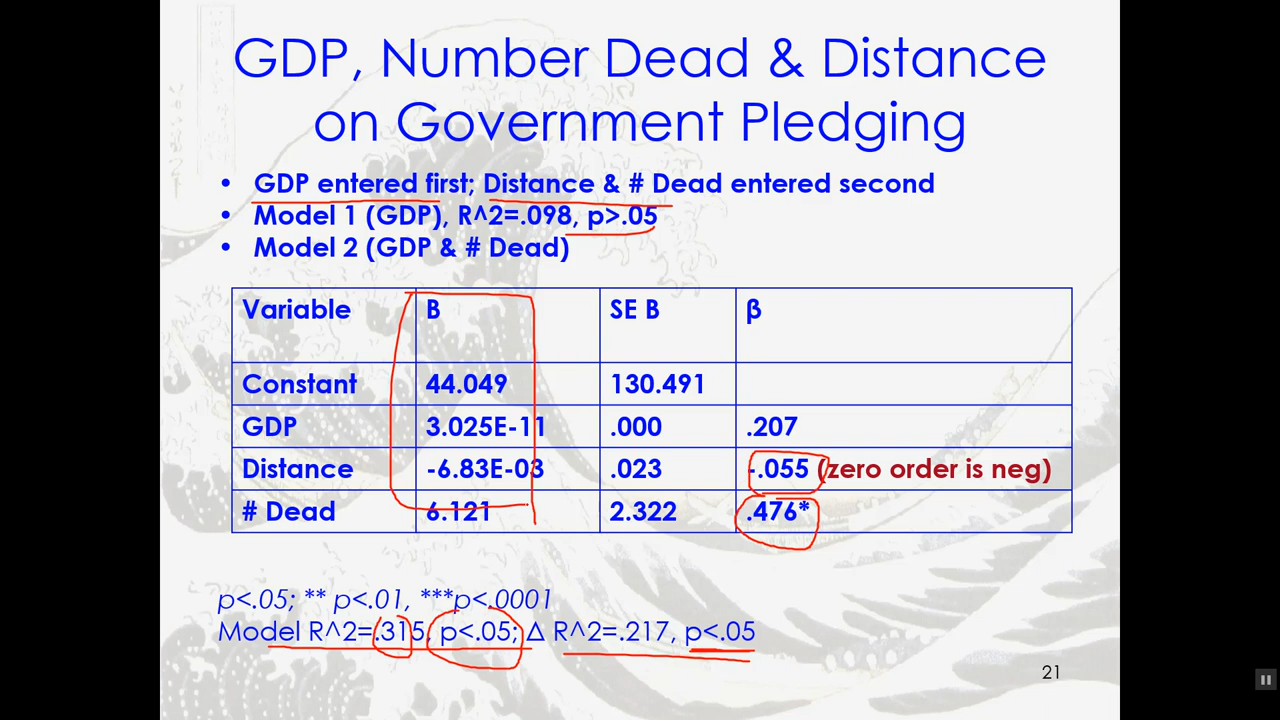 GDP, Number Dead & Distance
on Government Pledging
• GDP entered first; Distance & # Dead entered second
• Model 1 (GDP), R^2=.098, p>.05
• Model 2 (GDP & # Dead)
Variable B SE B β
Constant 44.049 130.491
GDP 3.025E-11 .000 .207
Distance -6.83E-03 .023 -.055 (zero order is neg)
# Dead 6.121 2.322 .476*
p<.05; ** p<.01, ***p<.0001
Model R^2=.315, p<.05; Δ R^2=.217, p<.05
21